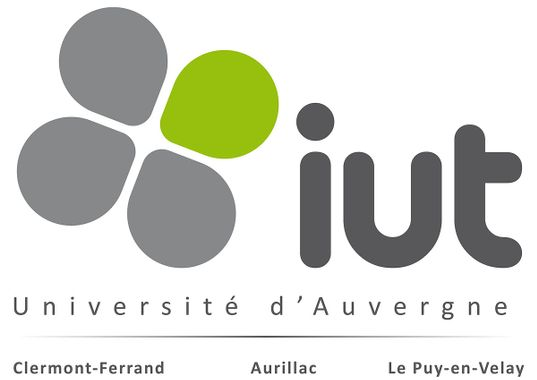 iut
Université d’Auvergne
Clermont-Ferrand Aurillac Le Puy-en-Velay